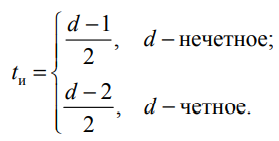 t_и = { (d − 1)/2, d − нечетное;
(d − 2)/2, d − четное.